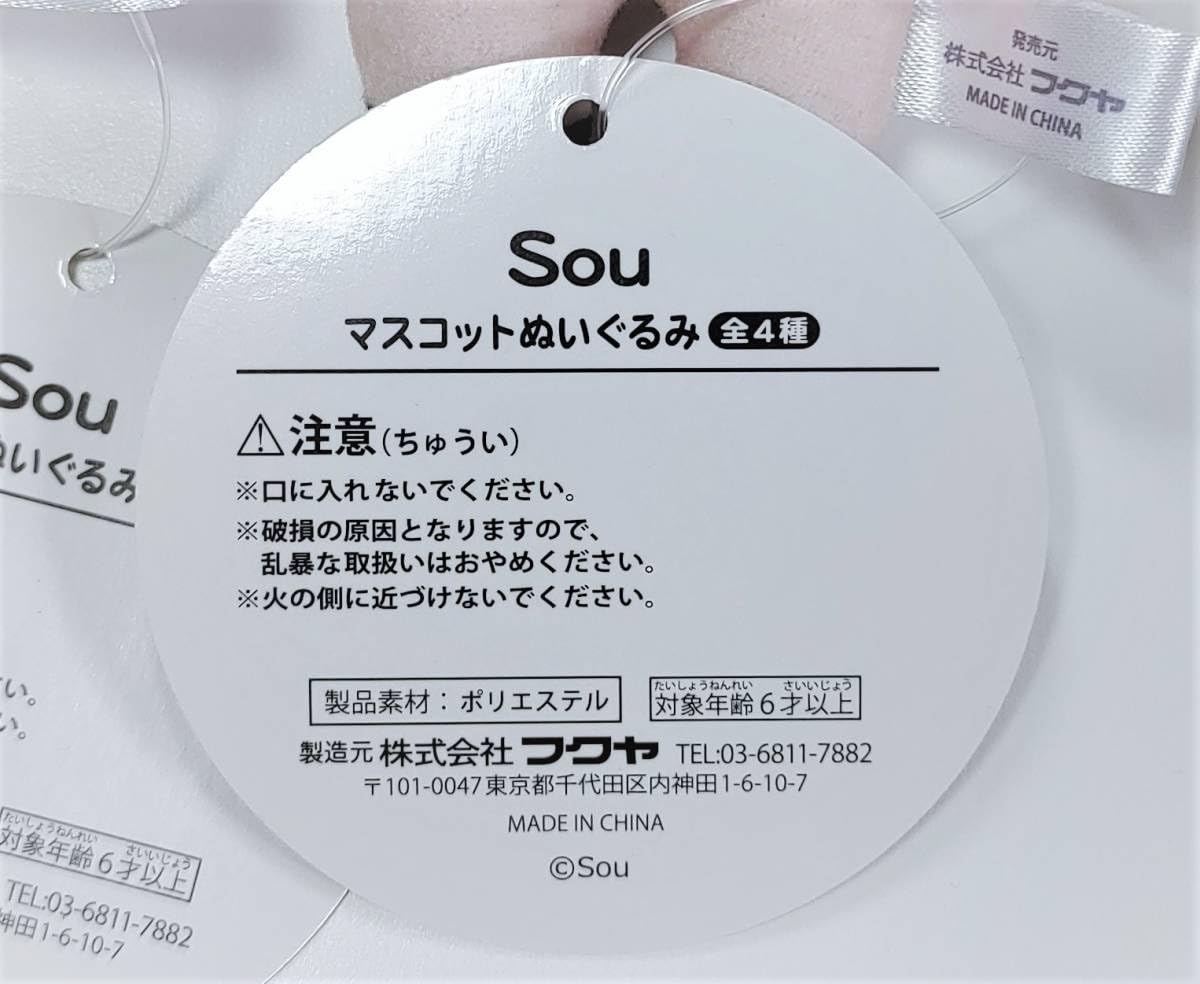 発売元
株式会社 フクヤ
MADE IN CHINA
Sou
マスコットぬいぐるみ 全4種
⚠注意(ちゅうい)
※口に入れないでください。
※破損の原因となりますので、
乱暴な取扱いはおやめください。
※火の側に近づけないでください。
製品素材：ポリエステル
たいしょうねんれい さいいじょう
対象年齢6才以上
製造元 株式会社 フクヤ TEL:03-6811-7882
〒101-0047東京都千代田区内神田1-6-10-7
MADE IN CHINA
©Sou
Sou
ぬいぐるみ
い。
い。
たいしょうねんれい さいいじょう
対象年齢6才以上
TEL:03-6811-7882
神田1-6-10-7